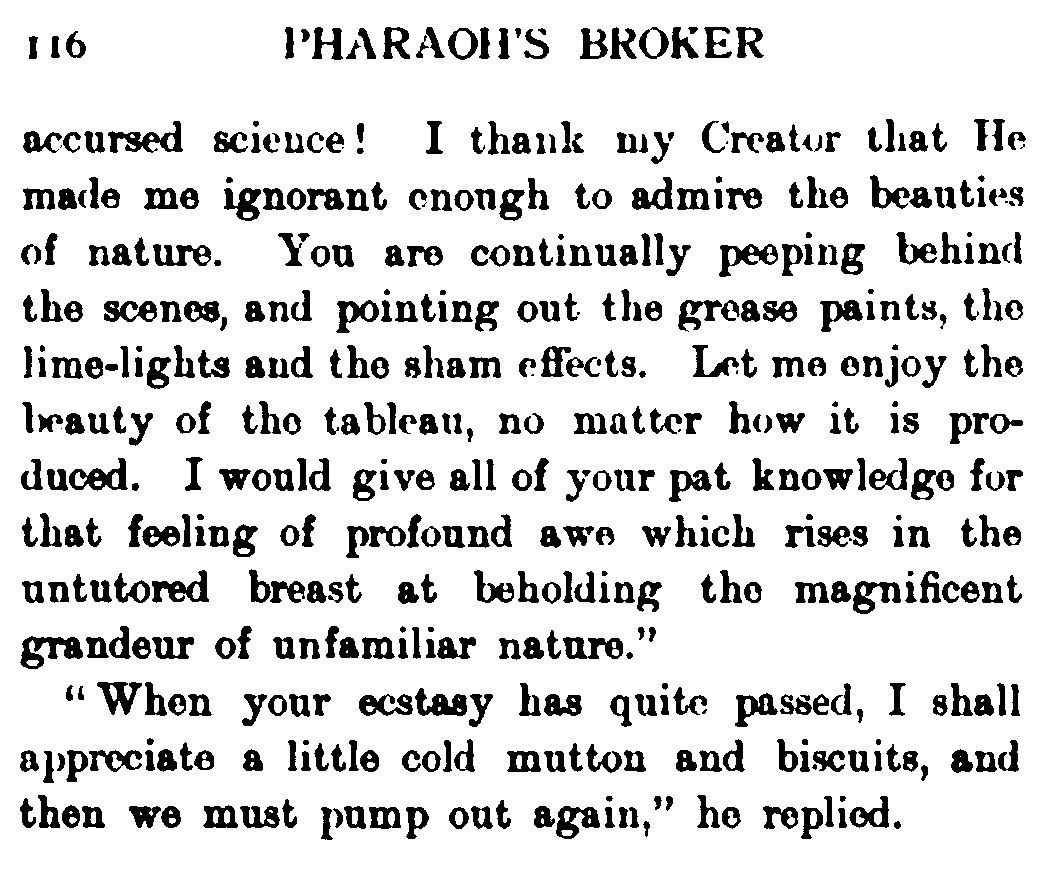 116 PHARAOH'S BROKER
accursed science! I thank my Creator that He
made me ignorant enough to admire the beauties
of nature. You are continually peeping behind
the scenes, and pointing out the grease paints, the
lime-lights and the sham effects. Let me enjoy the
beauty of the tableau, no matter how it is pro-
duced. I would give all of your pat knowledge for
that feeling of profound awe which rises in the
untutored breast at beholding the magnificent
grandeur of unfamiliar nature."
"When your ecstasy has quite passed, I shall
appreciate a little cold mutton and biscuits, and
then we must pump out again," he replied.